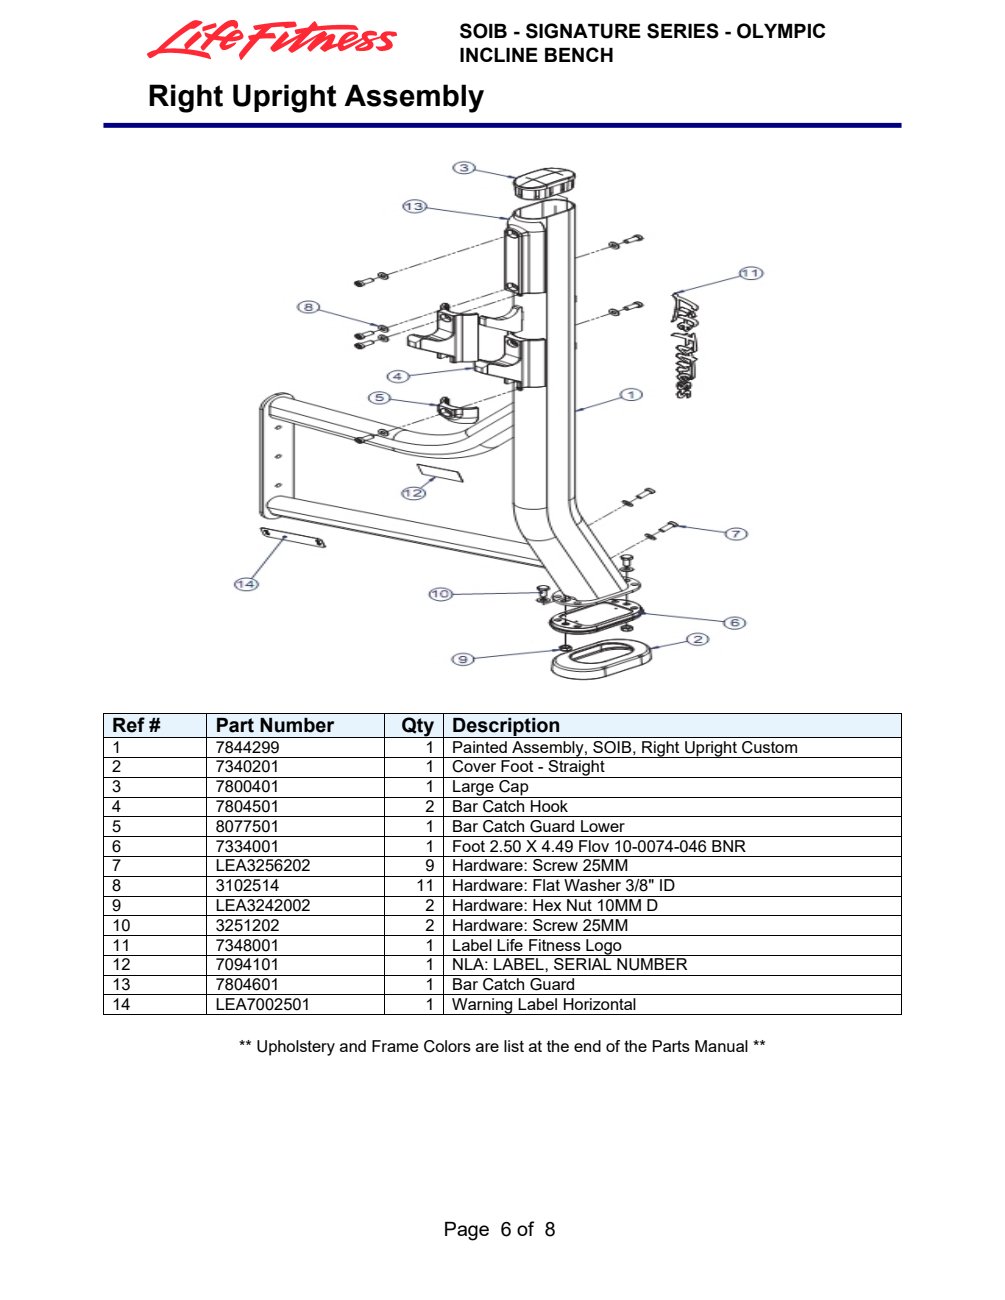 Life Fitness
SOIB - SIGNATURE SERIES - OLYMPIC
INCLINE BENCH
Right Upright Assembly
3
13
11
8
4
5
1
12
7
14
10
6
2
9
Life Fitness
Ref # Part Number Qty Description
1 7844299 1 Painted Assembly, SOIB, Right Upright Custom
2 7340201 1 Cover Foot - Straight
3 7800401 1 Large Cap
4 7804501 2 Bar Catch Hook
5 8077501 1 Bar Catch Guard Lower
6 7334001 1 Foot 2.50 X 4.49 Flov 10-0074-046 BNR
7 LEA3256202 9 Hardware: Screw 25MM
8 3102514 11 Hardware: Flat Washer 3/8" ID
9 LEA3242002 2 Hardware: Hex Nut 10MM D
10 3251202 2 Hardware: Screw 25MM
11 7348001 1 Label Life Fitness Logo
12 7094101 1 NLA: LABEL, SERIAL NUMBER
13 7804601 1 Bar Catch Guard
14 LEA7002501 1 Warning Label Horizontal
** Upholstery and Frame Colors are list at the end of the Parts Manual **
Page 6 of 8